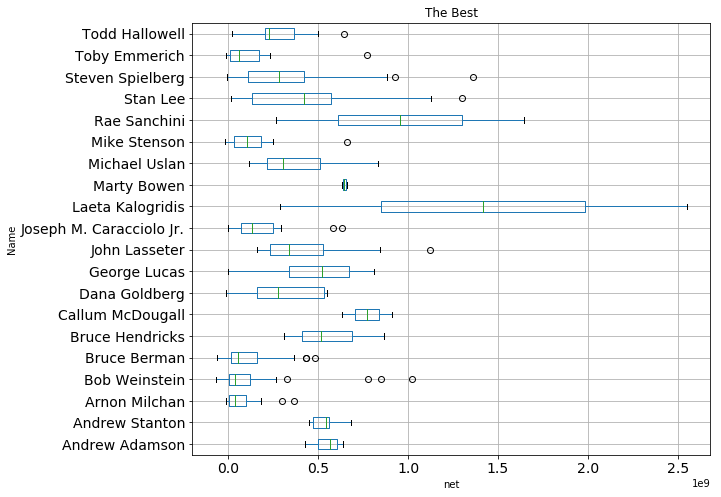 The Best
Todd Hallowell
Toby Emmerich
Steven Spielberg
Stan Lee
Rae Sanchini
Mike Stenson
Michael Uslan
Marty Bowen
Laeta Kalogridis
Joseph M. Caracciolo Jr.
John Lasseter
George Lucas
Dana Goldberg
Callum McDougall
Bruce Hendricks
Bruce Berman
Bob Weinstein
Arnon Milchan
Andrew Stanton
Andrew Adamson
Name
0.0 0.5 1.0 1.5 2.0 2.5
1e9
net